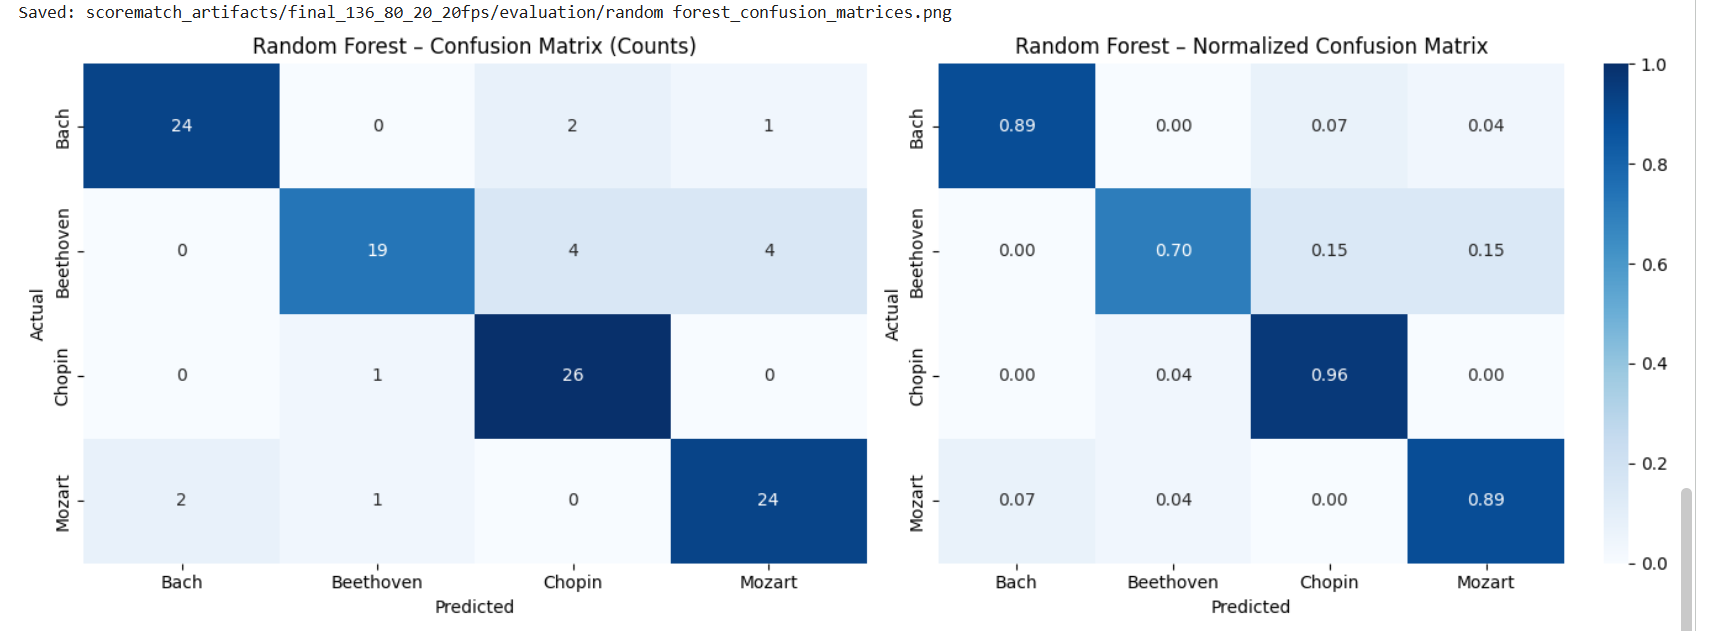 Saved: scorematch_artifacts/final_136_80_20_20fps/evaluation/random forest_confusion_matrices.png
Random Forest – Confusion Matrix (Counts)
Actual
Bach
24 0 2 1
Beethoven
0 19 4 4
Chopin
0 1 26 0
Mozart
2 1 0 24
Bach Beethoven Chopin Mozart
Predicted
Random Forest – Normalized Confusion Matrix
Actual
Bach
0.89 0.00 0.07 0.04
Beethoven
0.00 0.70 0.15 0.15
Chopin
0.00 0.04 0.96 0.00
Mozart
0.07 0.04 0.00 0.89
Bach Beethoven Chopin Mozart
Predicted
1.0
0.8
0.6
0.4
0.2
0.0